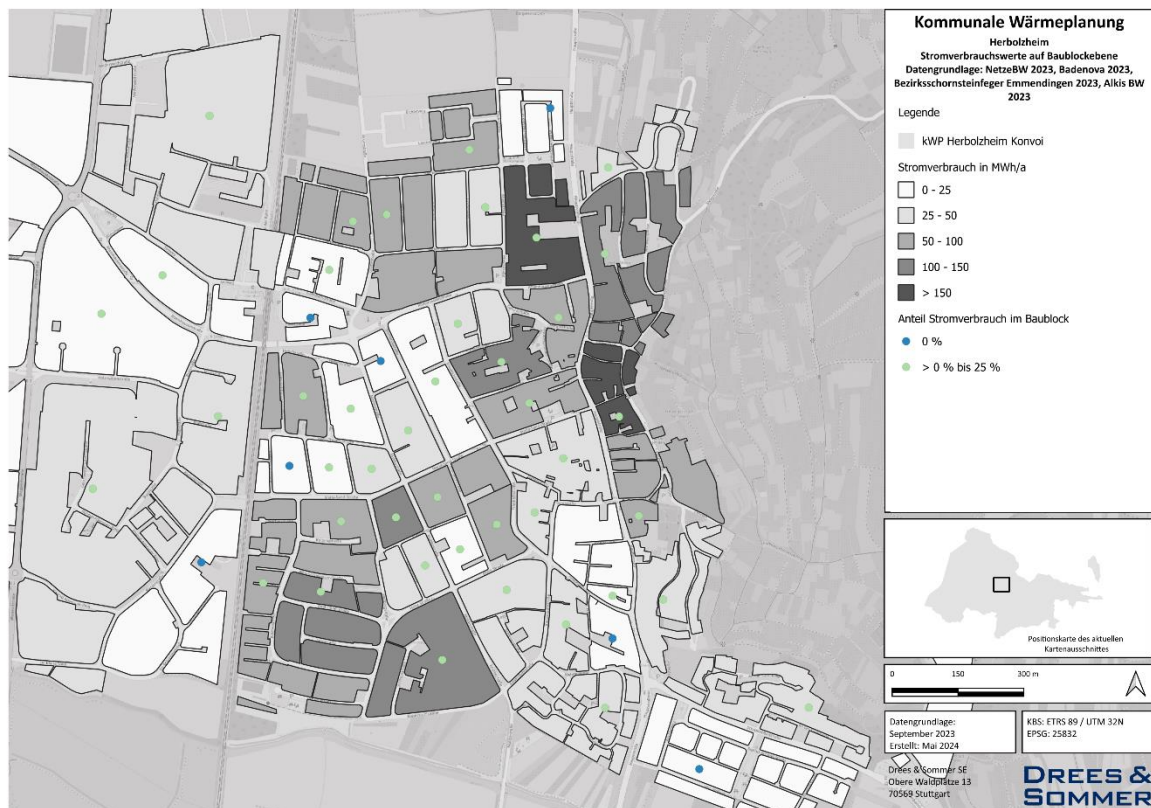 Kommunale Wärmeplanung
Herbolzheim
Stromverbrauchswerte auf Baublockebene
Datengrundlage: NetzeBW 2023, Badenova 2023,
Bezirksschornsteinfeger Emmendingen 2023, Alkis BW
2023
Legende
kWP Herbolzheim Konvoi
Stromverbrauch in MWh/a
0 - 25
25 - 50
50 - 100
100 - 150
> 150
Anteil Stromverbrauch im Baublock
0 %
> 0 % bis 25 %
Positionskarte des aktuellen
Kartenausschnittes
0 150 300 m
Datengrundlage:
September 2023
Erstellt: Mai 2024
KBS: ETRS 89 / UTM 32N
EPSG: 25832
Drees & Sommer SE
Obere Waldplätze 13
70569 Stuttgart
DREES &
SOMMER